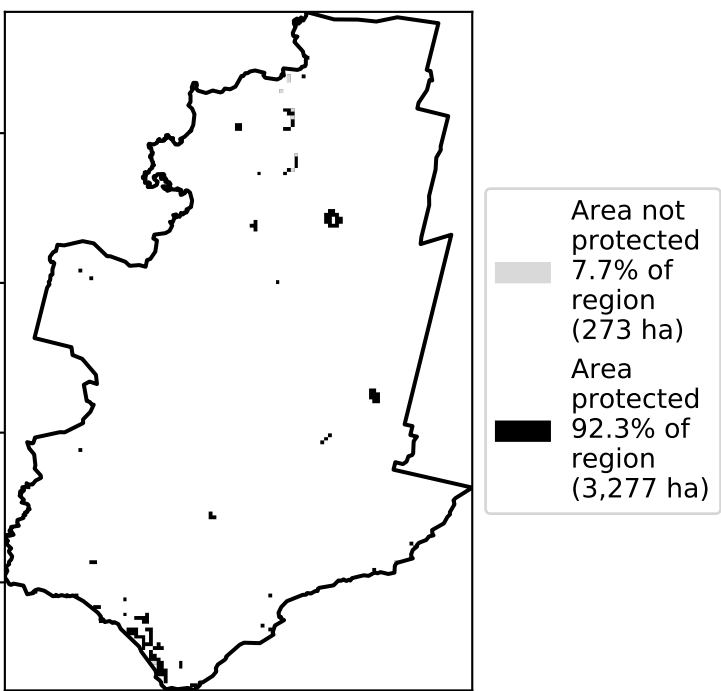 Area not
protected
7.7% of
region
(273 ha)
Area
protected
92.3% of
region
(3,277 ha)